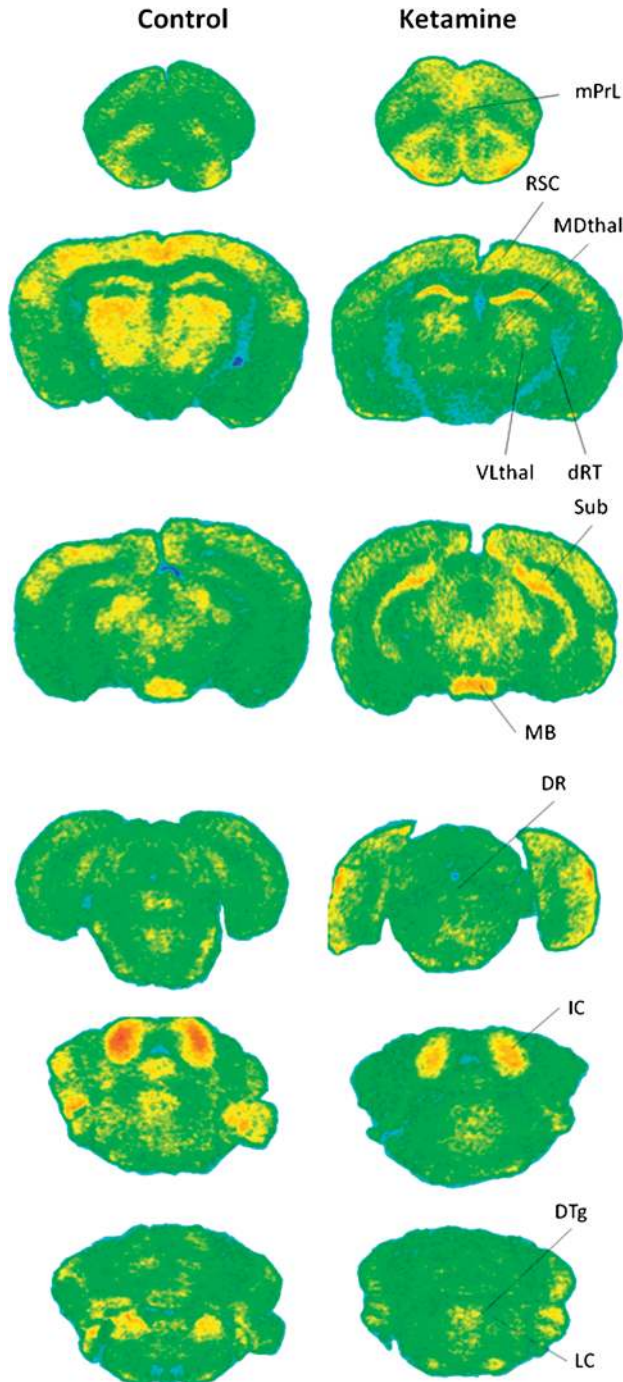 Control Ketamine
mPrL
RSC
MDthal
VLthal dRT
Sub
MB
DR
IC
DTg
LC